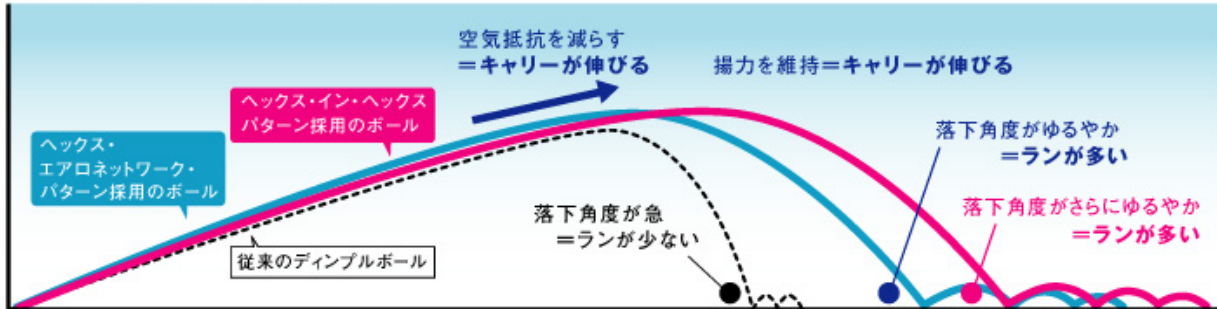 空気抵抗を減らす
＝キャリーが伸びる
揚力を維持＝キャリーが伸びる
ヘックス・イン・ヘックス
パターン採用のボール
ヘックス・
エアロネットワーク・
パターン採用のボール
落下角度がゆるやか
＝ランが多い
落下角度が急
＝ランが少ない
落下角度がさらにゆるやか
＝ランが多い
従来のディンプルボール